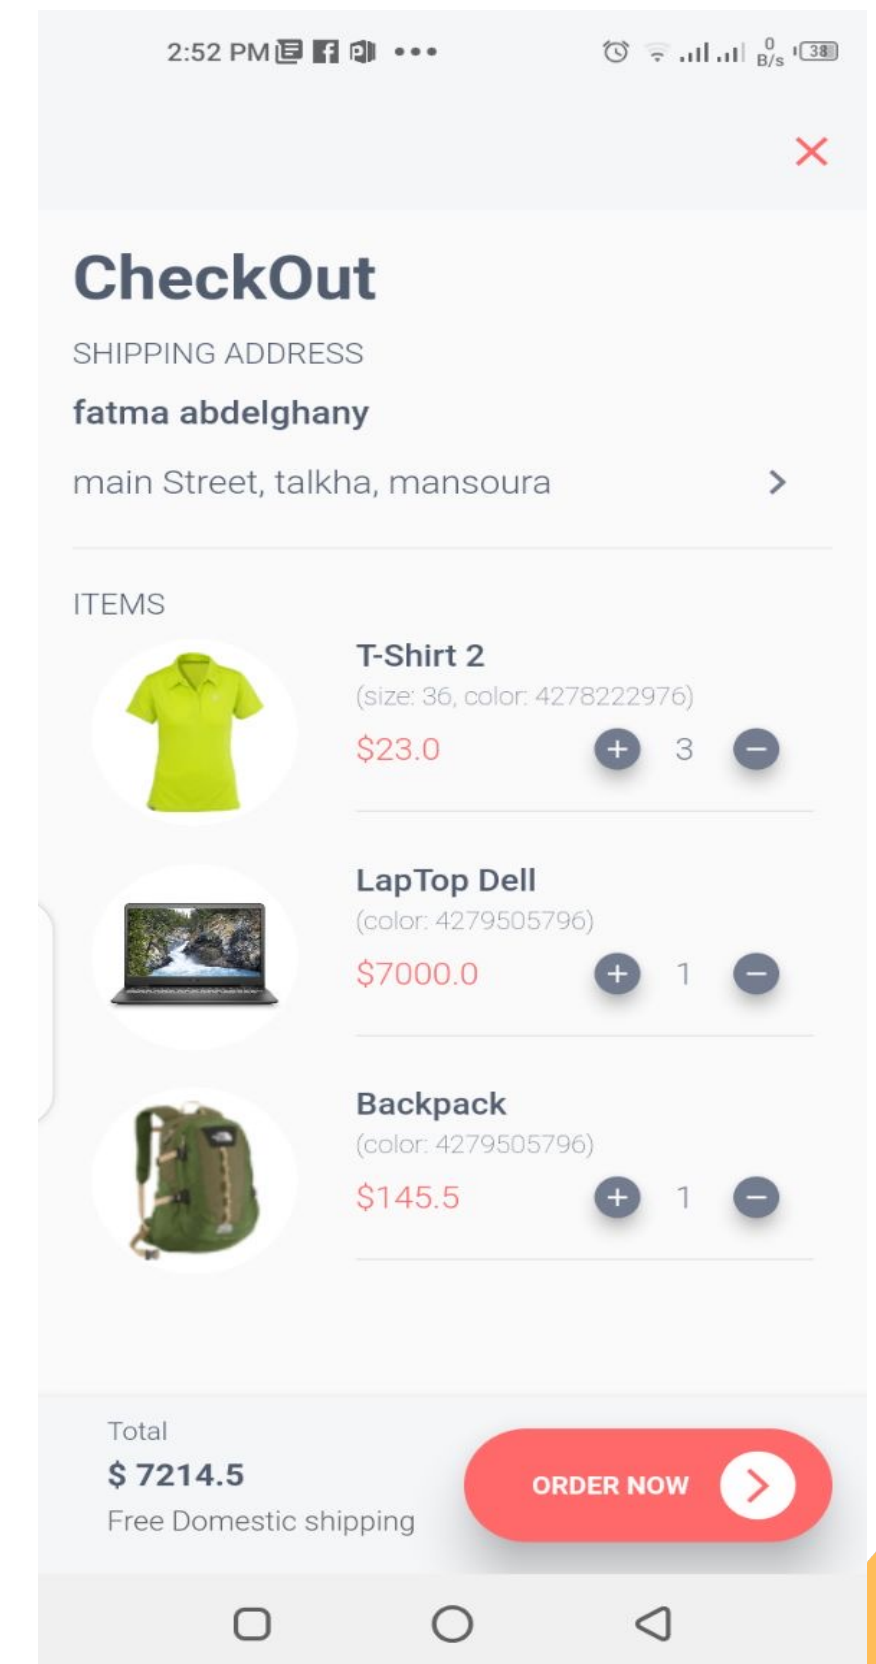 2:52 PM ••• 0 B/s 38
CheckOut
SHIPPING ADDRESS
fatma abdelghany
main Street, talkha, mansoura
ITEMS
T-Shirt 2
(size: 36, color: 4278222976)
$23.0 + 3 −
LapTop Dell
(color: 4279505796)
$7000.0 + 1 −
Backpack
(color: 4279505796)
$145.5 + 1 −
Total
$ 7214.5
Free Domestic shipping
ORDER NOW